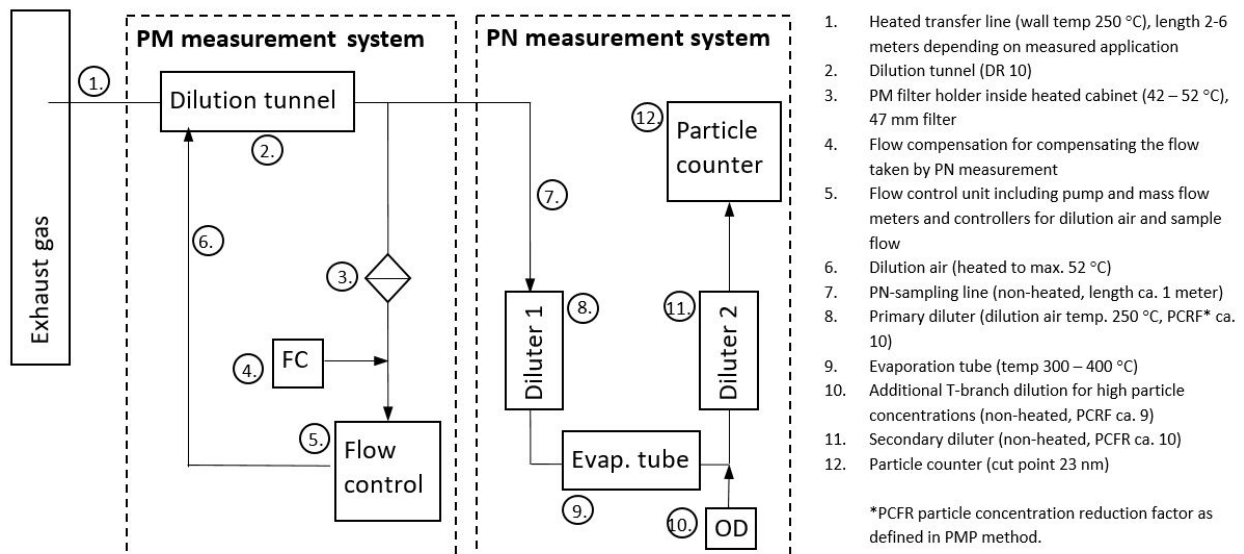 PM measurement system
PN measurement system
Exhaust gas
1.
Dilution tunnel
2.
3.
FC
4.
5.
Flow
control
6.
7.
Diluter 1
8.
Evap. tube
9.
10.
OD
11.
Diluter 2
12.
Particle
counter
1. Heated transfer line (wall temp 250 °C), length 2-6
meters depending on measured application
2. Dilution tunnel (DR 10)
3. PM filter holder inside heated cabinet (42 – 52 °C),
47 mm filter
4. Flow compensation for compensating the flow
taken by PN measurement
5. Flow control unit including pump and mass flow
meters and controllers for dilution air and sample
flow
6. Dilution air (heated to max. 52 °C)
7. PN-sampling line (non-heated, length ca. 1 meter)
8. Primary diluter (dilution air temp. 250 °C, PCRF* ca.
10)
9. Evaporation tube (temp 300 – 400 °C)
10. Additional T-branch dilution for high particle
concentrations (non-heated, PCRF ca. 9)
11. Secondary diluter (non-heated, PCFR ca. 10)
12. Particle counter (cut point 23 nm)
*PCFR particle concentration reduction factor as
defined in PMP method.